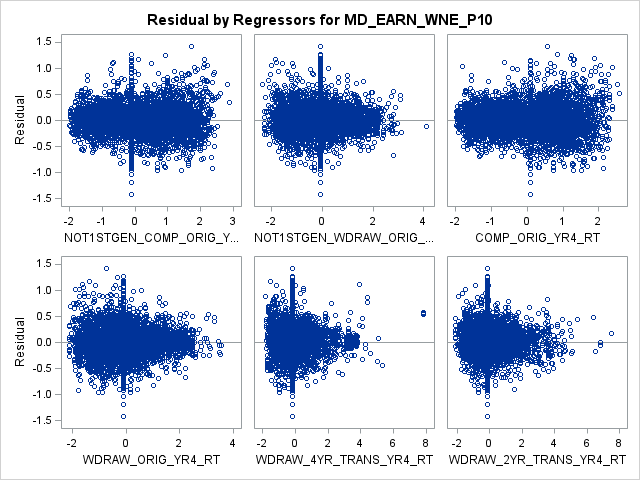 Residual by Regressors for MD_EARN_WNE_P10
Residual
1.5
1.0
0.5
0.0
-0.5
-1.0
-1.5
-2 -1 0 1 2 3
NOT1STGEN_COMP_ORIG_Y...
-2 0 2 4
NOT1STGEN_WDRAW_ORIG_...
-2 -1 0 1 2
COMP_ORIG_YR4_RT
Residual
1.5
1.0
0.5
0.0
-0.5
-1.0
-1.5
-2 0 2 4
WDRAW_ORIG_YR4_RT
-2 0 2 4 6 8
WDRAW_4YR_TRANS_YR4_RT
-2 0 2 4 6 8
WDRAW_2YR_TRANS_YR4_RT